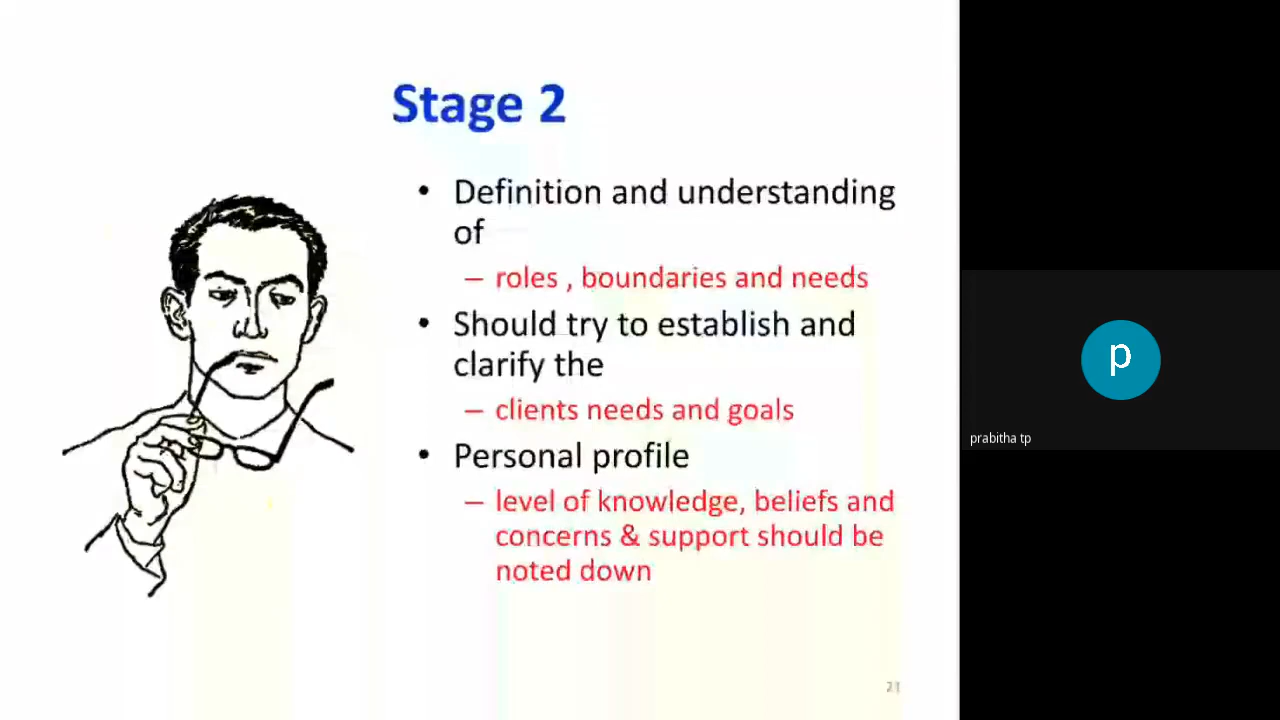 Stage 2
• Definition and understanding
of
– roles , boundaries and needs
• Should try to establish and
clarify the
– clients needs and goals
• Personal profile
– level of knowledge, beliefs and
concerns & support should be
noted down
21
p
prabitha tp